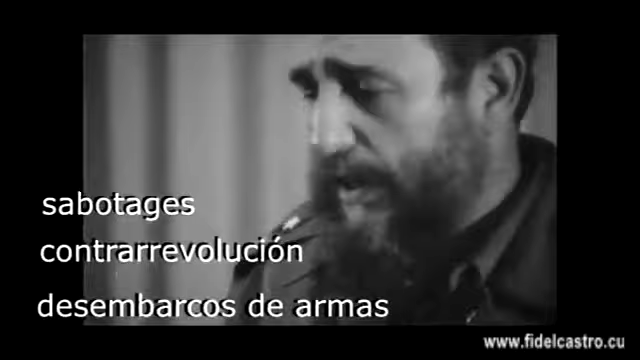 sabotages
contrarrevolución
desembarcos de armas
www.fidelcastro.cu